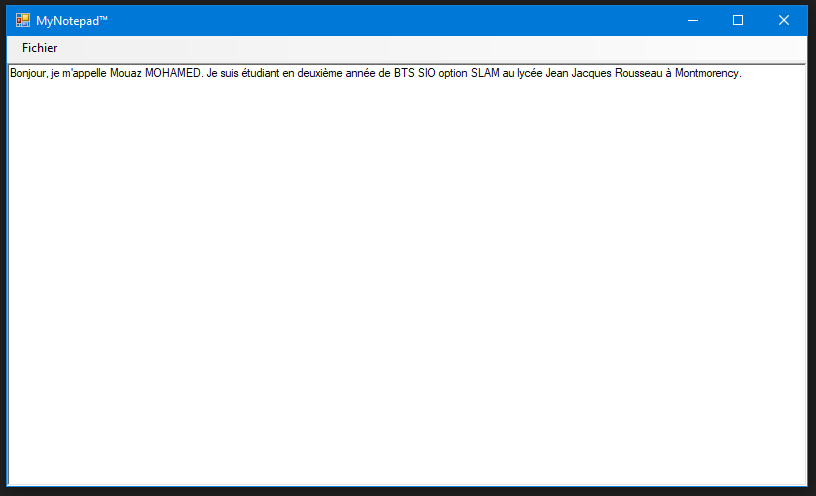 MyNotepad™
Fichier
Bonjour, je m'appelle Mouaz MOHAMED. Je suis étudiant en deuxième année de BTS SIO option SLAM au lycée Jean Jacques Rousseau à Montmorency.